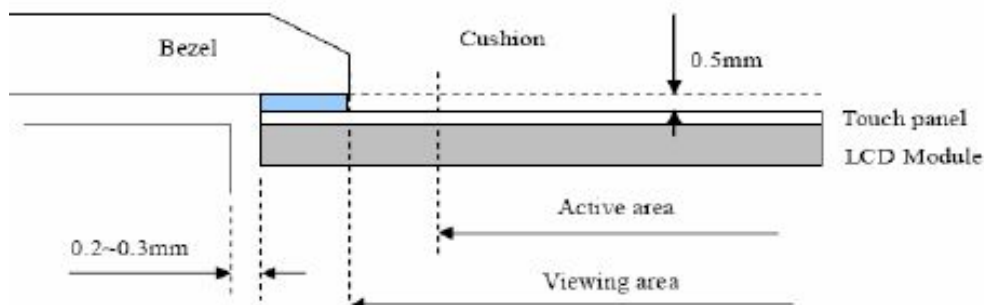 Bezel
Cushion
0.5mm
Touch panel
LCD Module
Active area
0.2~0.3mm
Viewing area